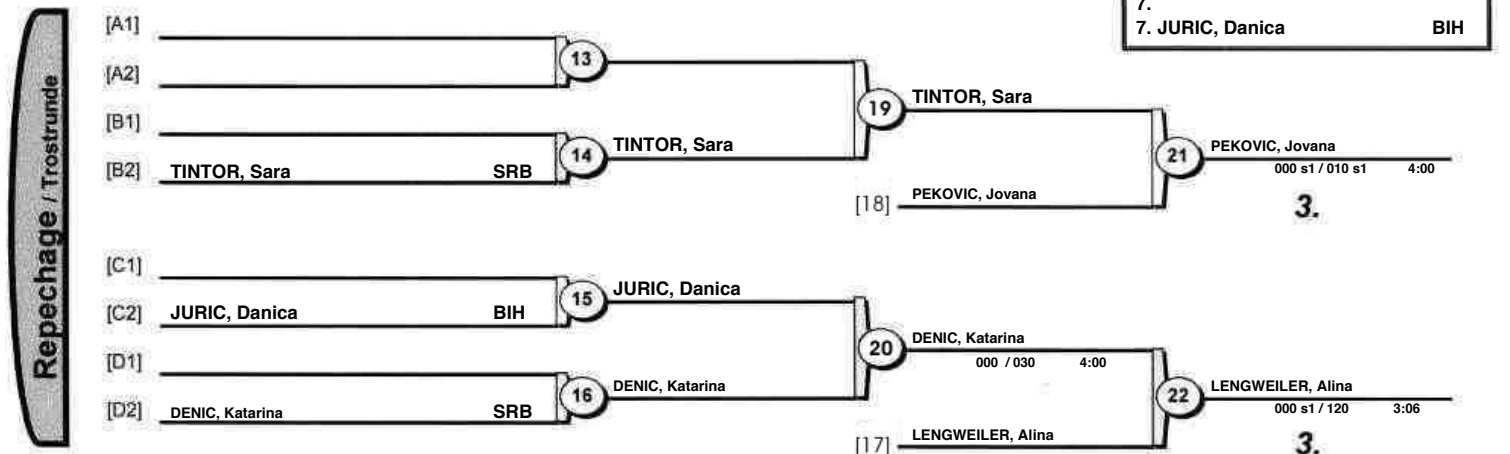 7.
7. JURIC, Danica BIH
Repechage / Trostrunde
[A1]
[A2]
13
[B1]
[B2] TINTOR, Sara SRB
14
TINTOR, Sara
19
TINTOR, Sara
[18] PEKOVIC, Jovana
21
PEKOVIC, Jovana
000 s1 / 010 s1 4:00
3.
[C1]
[C2] JURIC, Danica BIH
15
JURIC, Danica
[D1]
[D2] DENIC, Katarina SRB
16
DENIC, Katarina
20
DENIC, Katarina
000 / 030 4:00
[17] LENGWEILER, Alina
22
LENGWEILER, Alina
000 s1 / 120 3:06
3.